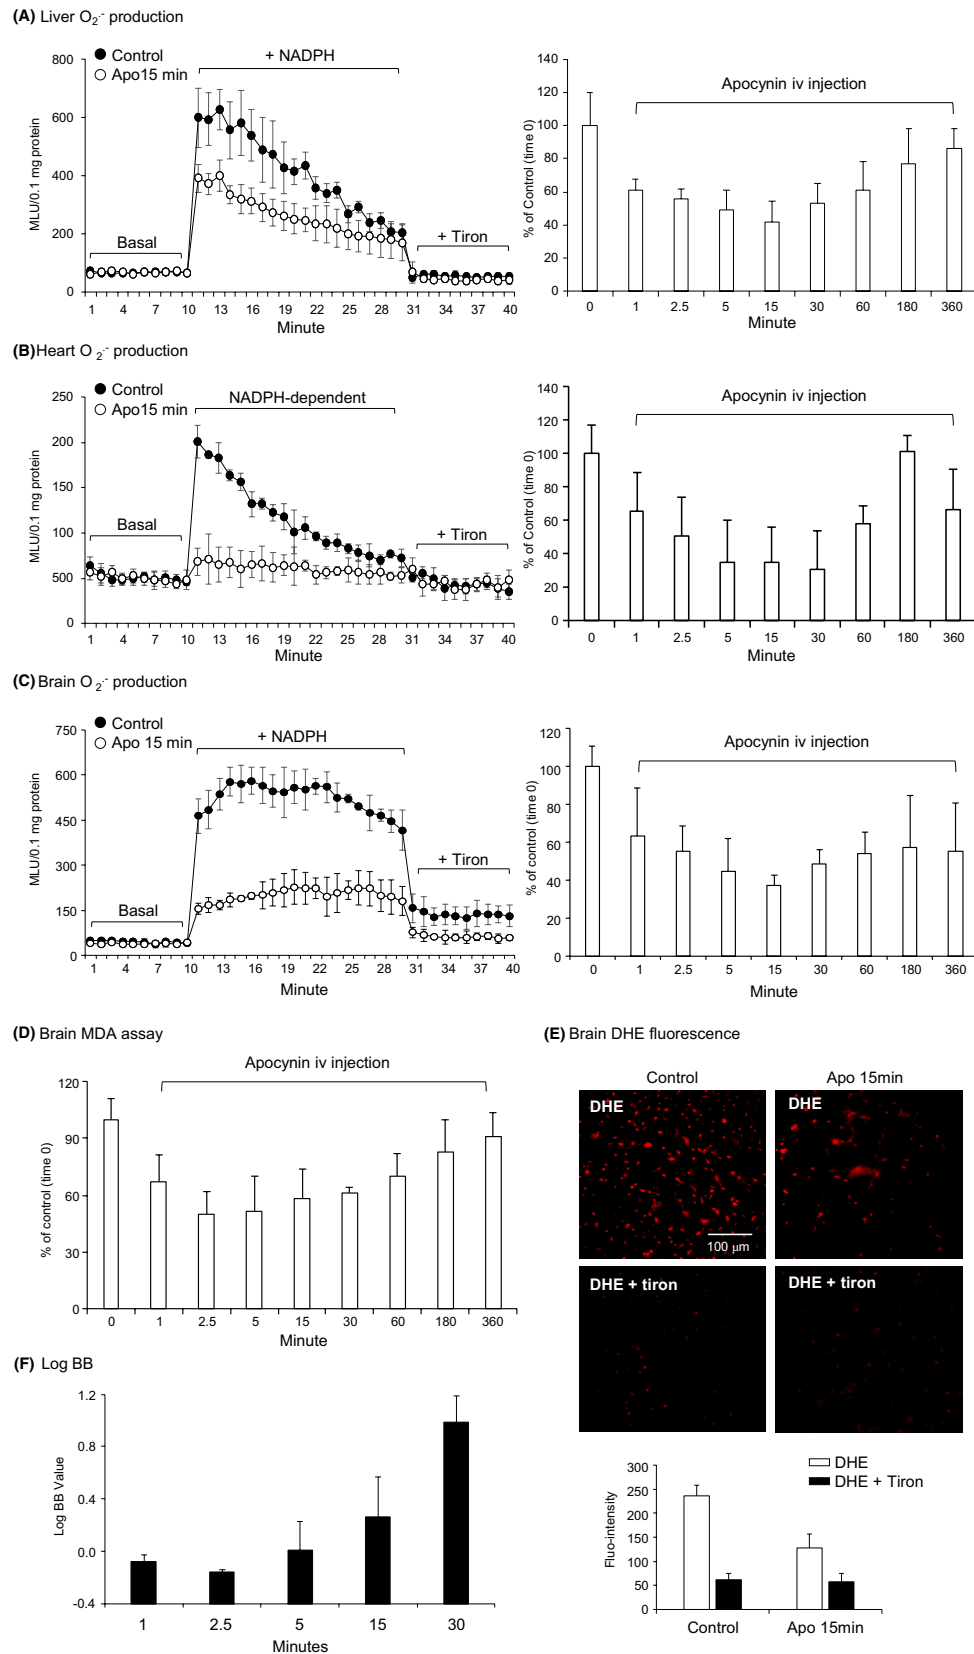 (A) Liver O2·- production
Control
Apo15 min
+ NADPH
Basal
+ Tiron
MLU/0.1 mg protein
800
600
400
200
0
1 4 7 10 13 16 19 22 25 28 31 34 37 40
Minute
Apocynin iv injection
% of Control (time 0)
140
120
100
80
60
40
20
0
0 1 2.5 5 15 30 60 180 360
Minute
(B) Heart O2·- production
Control
Apo15 min
NADPH-dependent
Basal
+ Tiron
MLU/0.1 mg protein
250
200
150
100
500
0
1 4 7 10 13 16 19 22 25 28 31 34 37 40
Minute
Apocynin iv injection
% of Control (time 0)
140
120
100
80
60
40
20
0
0 1 2.5 5 15 30 60 180 360
Minute
(C) Brain O2·- production
Control
Apo 15 min
+ NADPH
Basal
+ Tiron
MLU/0.1 mg protein
750
600
450
300
150
0
1 4 7 10 13 16 19 22 25 28 31 34 37 40
Minute
Apocynin iv injection
% of control (time 0)
120
100
80
60
40
20
0
0 1 2.5 5 15 30 60 180 360
Minute
(D) Brain MDA assay
Apocynin iv injection
% of control (time 0)
120
90
60
30
0
0 1 2.5 5 15 30 60 180 360
Minute
(E) Brain DHE fluorescence
Control Apo 15min
DHE DHE
100 µm
DHE + tiron DHE + tiron
DHE
DHE + Tiron
Fluo-intensity
300
250
200
150
100
50
0
Control Apo 15min
(F) Log BB
Log BB Value
1.2
0.8
0.4
0.0
-0.4
1 2.5 5 15 30
Minutes